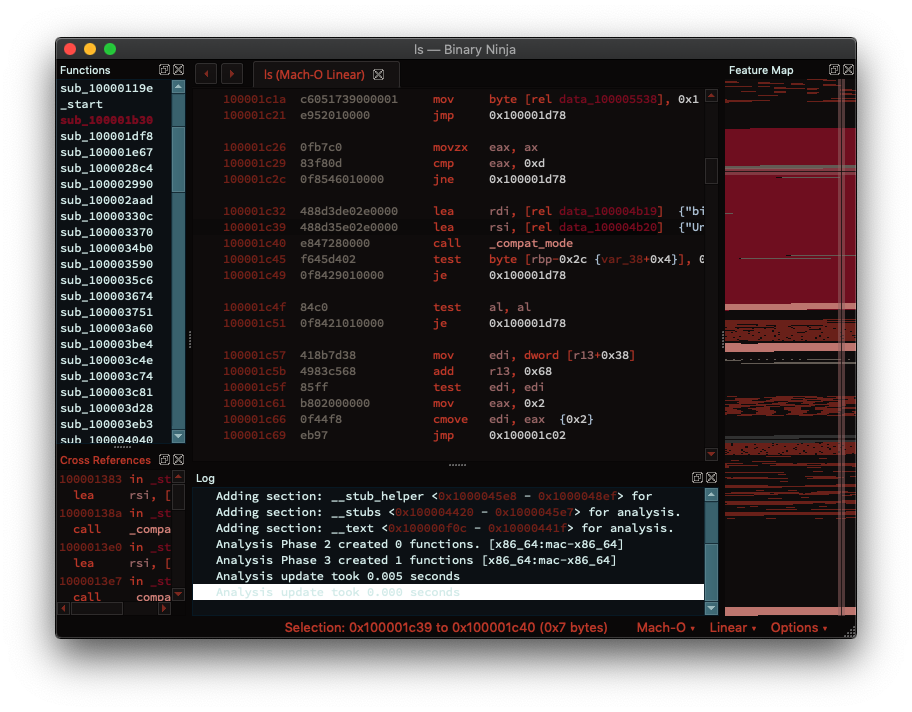 ls — Binary Ninja
Functions
sub_10000119e
_start
sub_100001b30
sub_100001df8
sub_100001e67
sub_1000028c4
sub_100002990
sub_100002aad
sub_10000330c
sub_100003370
sub_1000034b0
sub_100003590
sub_1000035c6
sub_100003674
sub_100003751
sub_100003a60
sub_100003be4
sub_100003c4e
sub_100003c74
sub_100003c81
sub_100003d28
sub_100003eb3
sub_100004040
Cross References
100001383 in _st
lea rsi, [
10000138a in _st
call _compa
1000013e0 in _st
lea rsi, [
1000013e7 in _st
call _compa
ls (Mach-O Linear)
100001c1a c6051739000001 mov byte [rel data_100005538], 0x1
100001c21 e952010000 jmp 0x100001d78
100001c26 0fb7c0 movzx eax, ax
100001c29 83f80d cmp eax, 0xd
100001c2c 0f8546010000 jne 0x100001d78
100001c32 488d3de02e0000 lea rdi, [rel data_100004b19] {"bi
100001c39 488d35e02e0000 lea rsi, [rel data_100004b20] {"Un
100001c40 e847280000 call _compat_mode
100001c45 f645d402 test byte [rbp-0x2c {var_38+0x4}], 0
100001c49 0f8429010000 je 0x100001d78
100001c4f 84c0 test al, al
100001c51 0f8421010000 je 0x100001d78
100001c57 418b7d38 mov edi, dword [r13+0x38]
100001c5b 4983c568 add r13, 0x68
100001c5f 85ff test edi, edi
100001c61 b802000000 mov eax, 0x2
100001c66 0f44f8 cmove edi, eax {0x2}
100001c69 eb97 jmp 0x100001c02
Log
Adding section: __stub_helper <0x1000045e8 - 0x1000048ef> for
Adding section: __stubs <0x100004420 - 0x1000045e7> for analysis.
Adding section: __text <0x100000f0c - 0x10000441f> for analysis.
Analysis Phase 2 created 0 functions. [x86_64:mac-x86_64]
Analysis Phase 3 created 1 functions [x86_64:mac-x86_64]
Analysis update took 0.005 seconds
Analysis update took 0.000 seconds
Feature Map
Selection: 0x100001c39 to 0x100001c40 (0x7 bytes)
Mach-O
Linear
Options